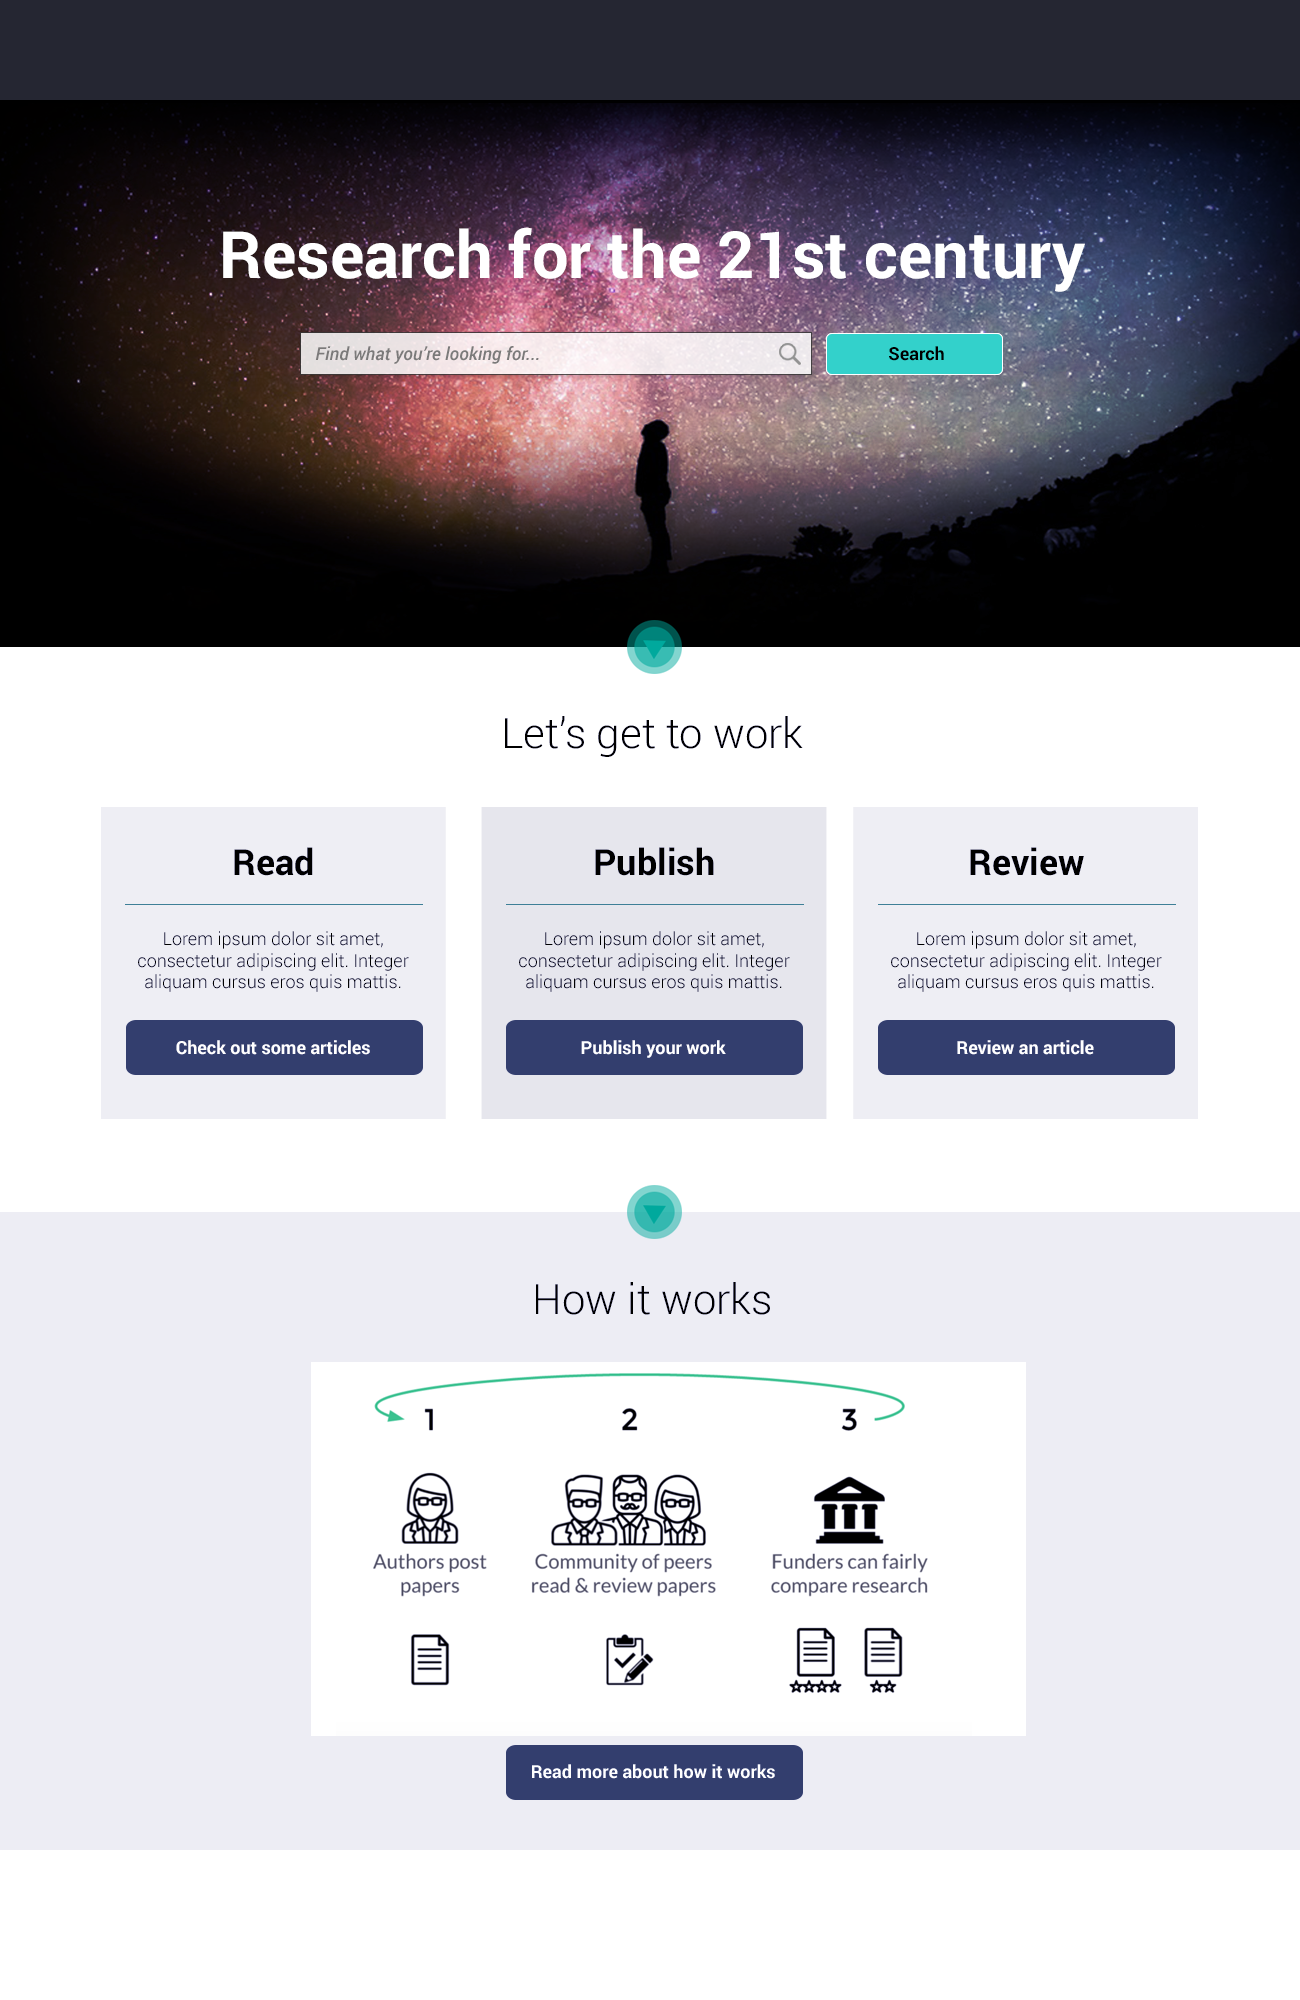 Research for the 21st century
Find what you're looking for...
Search
Let's get to work
Read
Lorem ipsum dolor sit amet,
consectetur adipiscing elit. Integer
aliquam cursus eros quis mattis.
Check out some articles
Publish
Lorem ipsum dolor sit amet,
consectetur adipiscing elit. Integer
aliquam cursus eros quis mattis.
Publish your work
Review
Lorem ipsum dolor sit amet,
consectetur adipiscing elit. Integer
aliquam cursus eros quis mattis.
Review an article
How it works
1
Authors post
papers
2
Community of peers
read & review papers
3
Funders can fairly
compare research
Read more about how it works